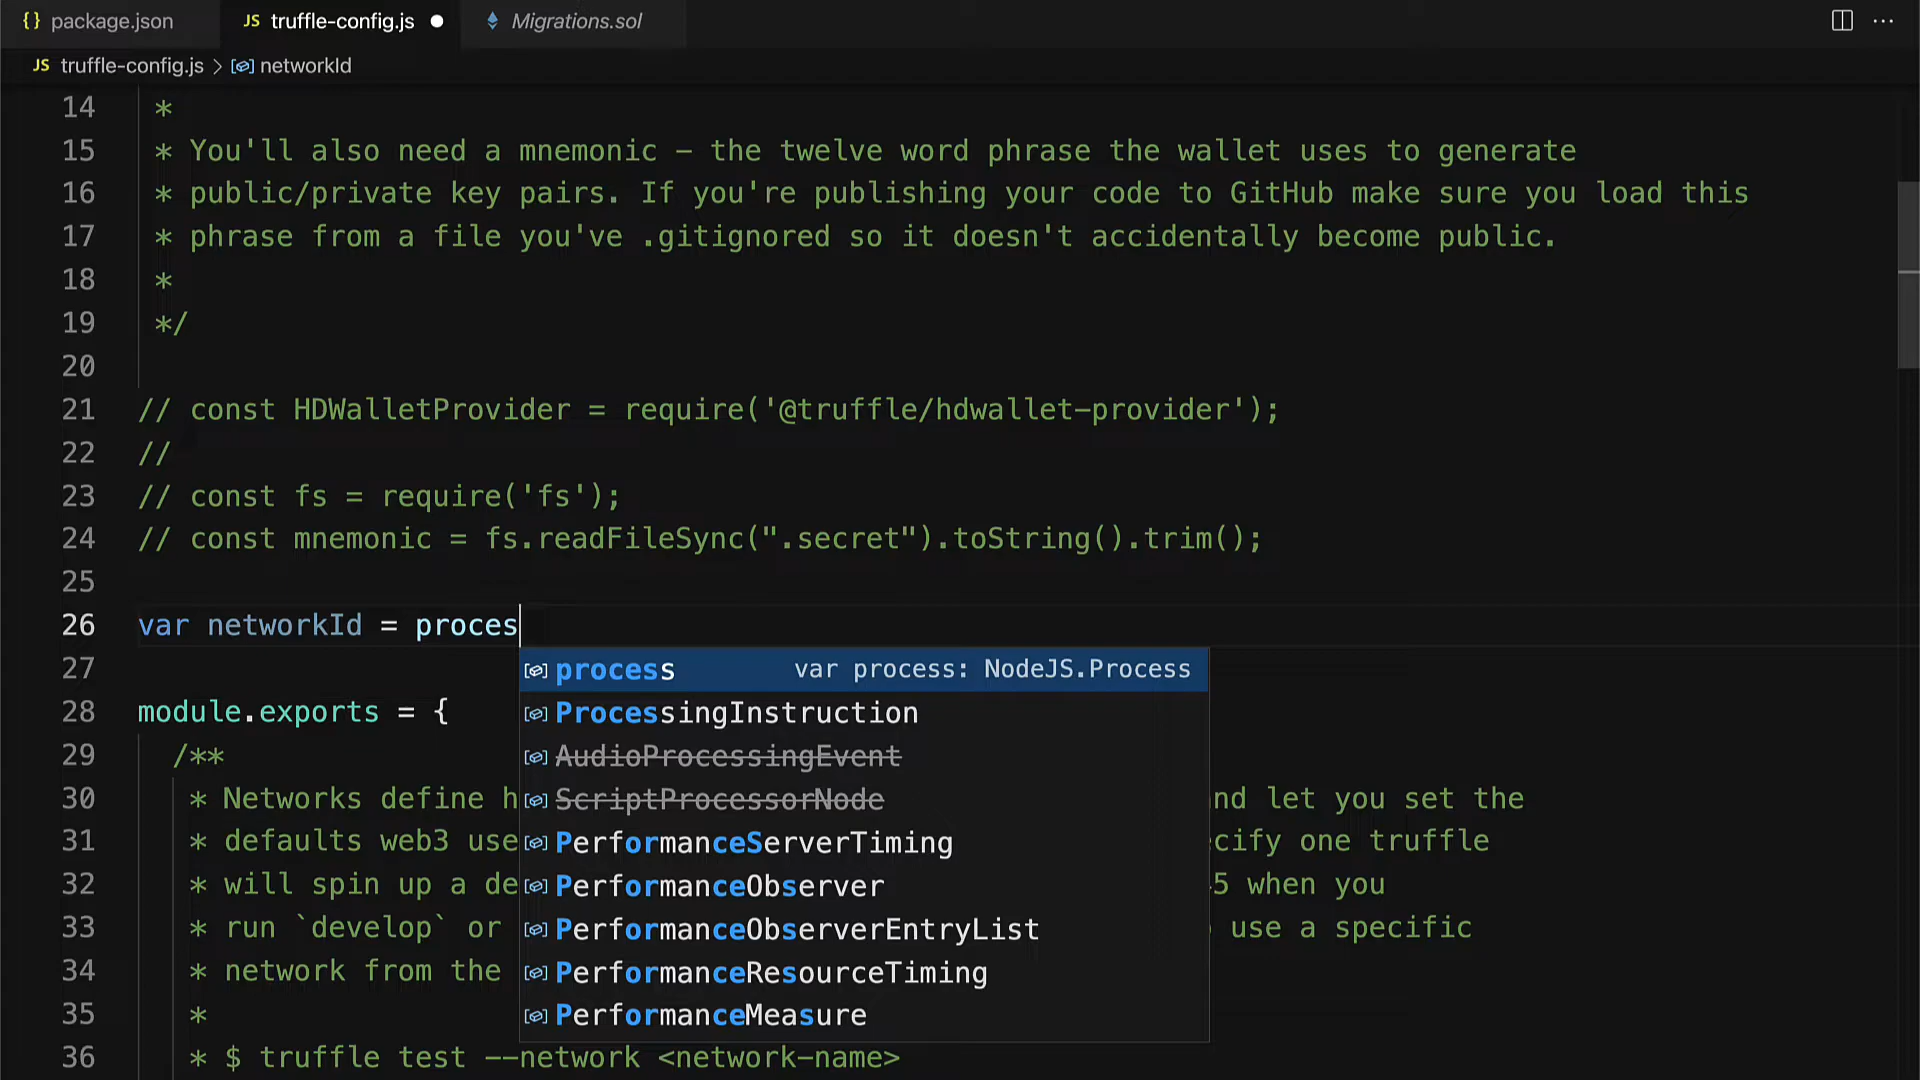 {} package.json JS truffle-config.js ● Migrations.sol ...
JS truffle-config.js > networkId
14 *
15 * You'll also need a mnemonic - the twelve word phrase the wallet uses to generate
16 * public/private key pairs. If you're publishing your code to GitHub make sure you load this
17 * phrase from a file you've .gitignored so it doesn't accidentally become public.
18 *
19 */
20
21 // const HDWalletProvider = require('@truffle/hdwallet-provider');
22 //
23 // const fs = require('fs');
24 // const mnemonic = fs.readFileSync(".secret").toString().trim();
25
26 var networkId = proces
27 process var process: NodeJS.Process
28 module.exports = { ProcessingInstruction
29 /** AudioProcessingEvent
30 * Networks define h ScriptProcessorNode nd let you set the
31 * defaults web3 use PerformanceServerTiming cify one truffle
32 * will spin up a de PerformanceObserver 5 when you
33 * run `develop` or PerformanceObserverEntryList use a specific
34 * network from the PerformanceResourceTiming
35 * PerformanceMeasure
36 * $ truffle test --network <network-name>